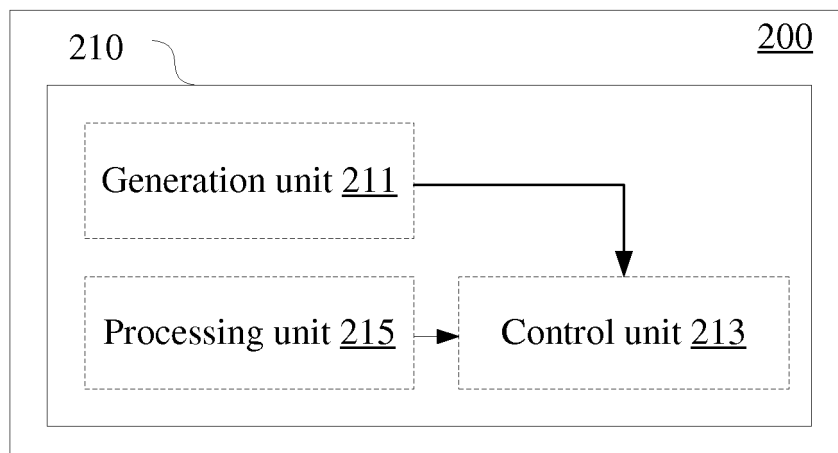 200
210
Generation unit 211
Processing unit 215
Control unit 213